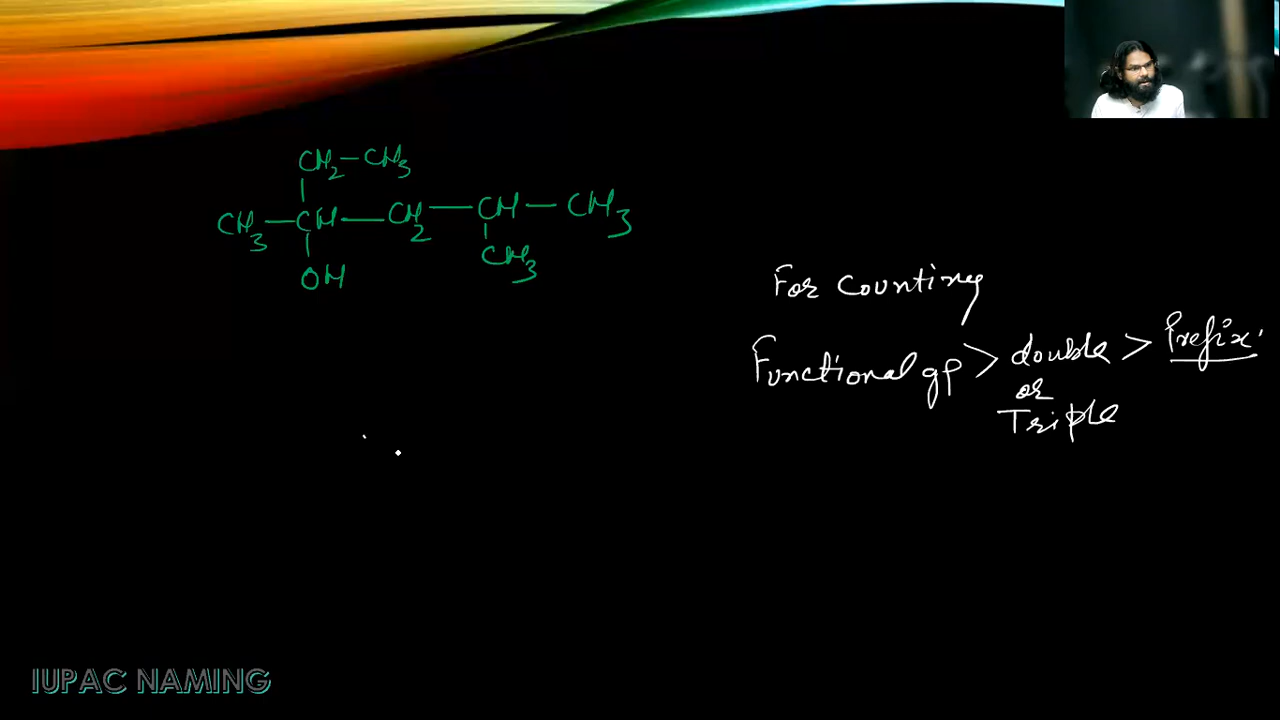 CH2-CH3
CH3-CH-CH2-CH-CH3
OH
CH3
For counting
Functional gp > double > Prefix
or
Triple
IUPAC NAMING